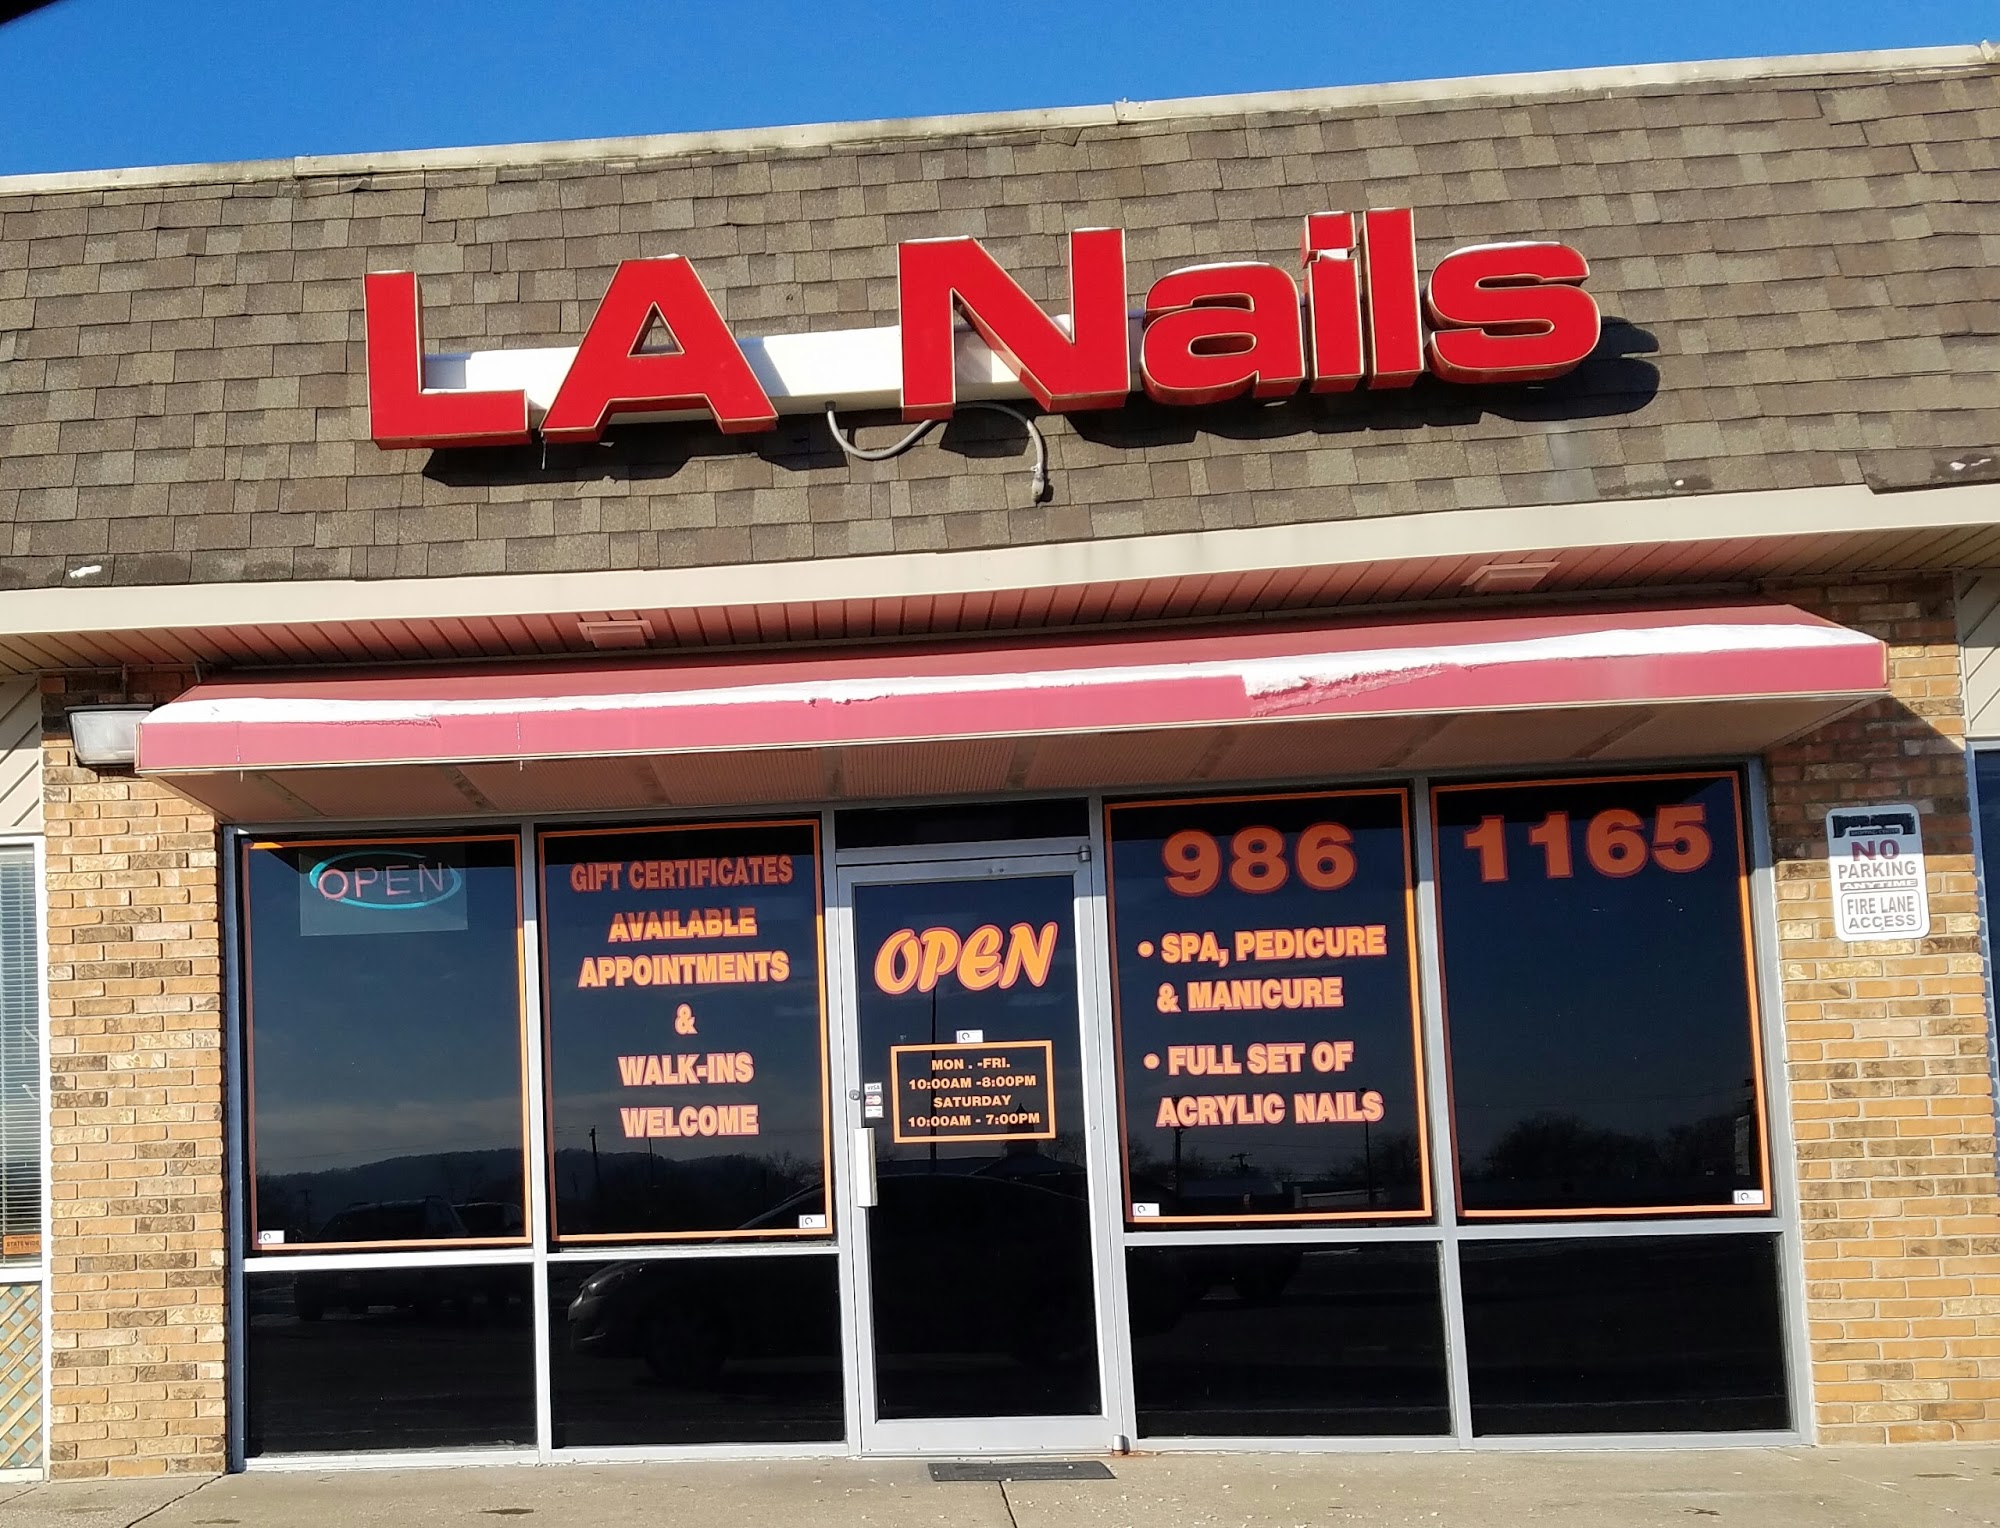 LA Nails
OPEN
GIFT CERTIFICATES
AVAILABLE
APPOINTMENTS
&
WALK-INS
WELCOME
OPEN
MON . -FRI.
10:00AM -8:00PM
SATURDAY
10:00AM - 7:00PM
VISA
986
1165
• SPA, PEDICURE
& MANICURE
• FULL SET OF
ACRYLIC NAILS
NO
PARKING
ANYTIME
FIRE LANE
ACCESS
STATEWIDE